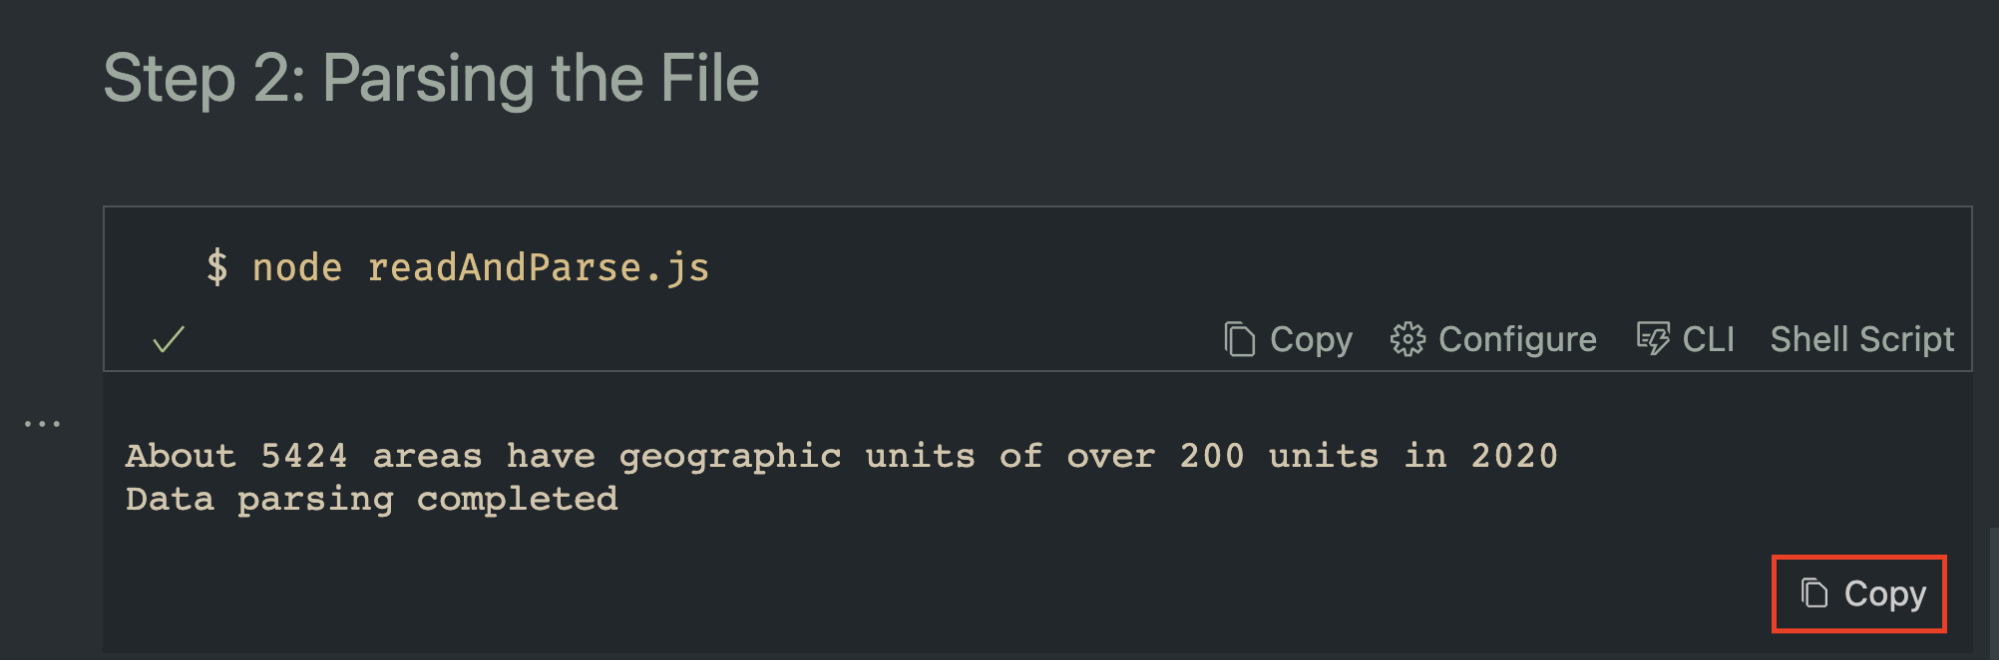 Step 2: Parsing the File
$ node readAndParse.js
Copy Configure CLI Shell Script
...
About 5424 areas have geographic units of over 200 units in 2020
Data parsing completed
Copy